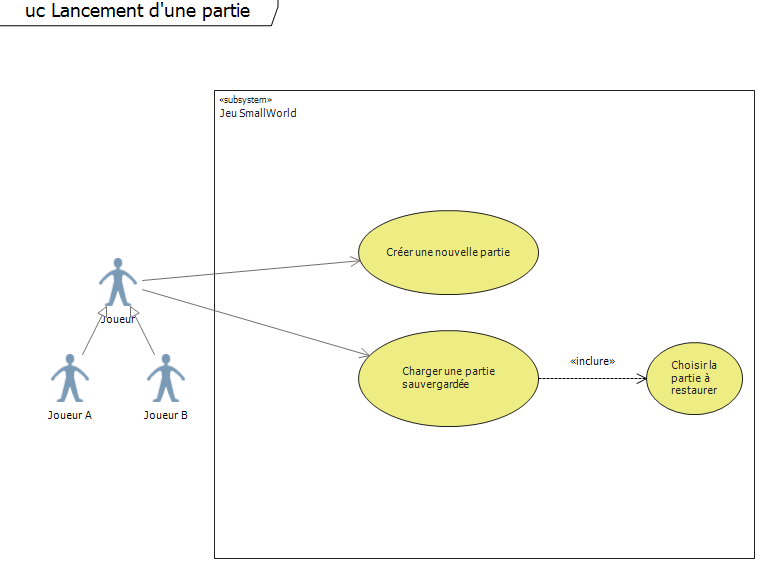 uc Lancement d'une partie
«subsystem»
Jeu SmallWorld
Créer une nouvelle partie
Joueur
Charger une partie
sauvergardée
«inclure»
Choisir la
partie à
restaurer
Joueur A
Joueur B